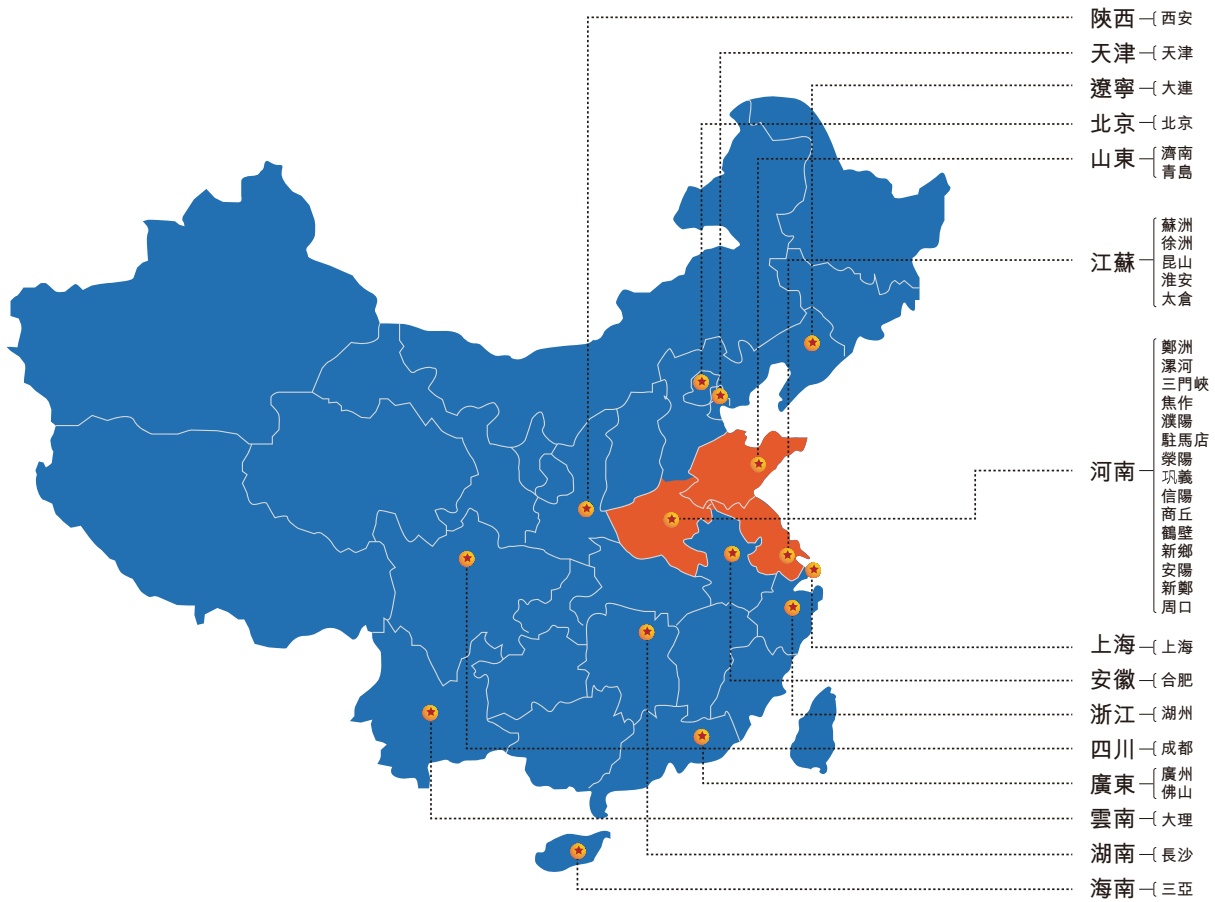 陝西 西安
天津 天津
遼寧 大連
北京 北京
山東 濟南
青島
江蘇 蘇洲
徐洲
昆山
淮安
太倉
河南 鄭洲
漯河
三門峽
焦作
濮陽
駐馬店
滎陽
巩義
信陽
商丘
鶴壁
新鄉
安陽
新鄭
周口
上海 上海
安徽 合肥
浙江 湖州
四川 成都
廣東 廣州
佛山
雲南 大理
湖南 長沙
海南 三亞